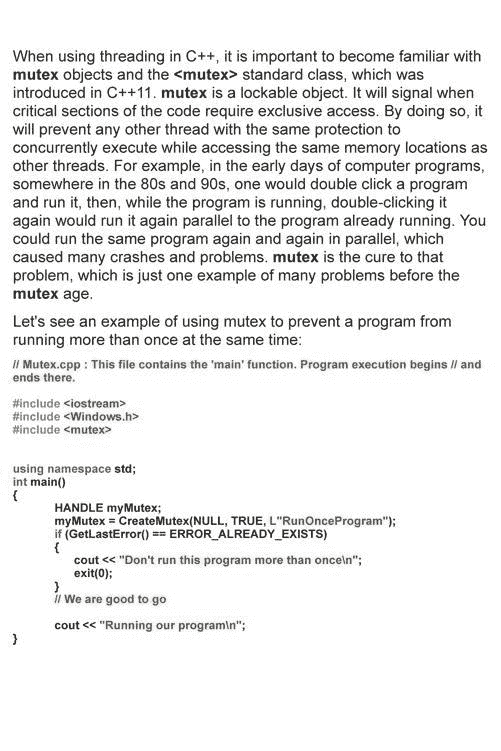 When using threading in C++, it is important to become familiar with
mutex objects and the <mutex> standard class, which was
introduced in C++11. mutex is a lockable object. It will signal when
critical sections of the code require exclusive access. By doing so, it
will prevent any other thread with the same protection to
concurrently execute while accessing the same memory locations as
other threads. For example, in the early days of computer programs,
somewhere in the 80s and 90s, one would double click a program
and run it, then, while the program is running, double-clicking it
again would run it again parallel to the program already running. You
could run the same program again and again in parallel, which
caused many crashes and problems. mutex is the cure to that
problem, which is just one example of many problems before the
mutex age.
Let's see an example of using mutex to prevent a program from
running more than once at the same time:
// Mutex.cpp : This file contains the 'main' function. Program execution begins // and
ends there.
#include <iostream>
#include <Windows.h>
#include <mutex>
using namespace std;
int main()
{
HANDLE myMutex;
myMutex = CreateMutex(NULL, TRUE, L"RunOnceProgram");
if (GetLastError() == ERROR_ALREADY_EXISTS)
{
cout << "Don't run this program more than once\n";
exit(0);
}
// We are good to go
cout << "Running our program\n";
}